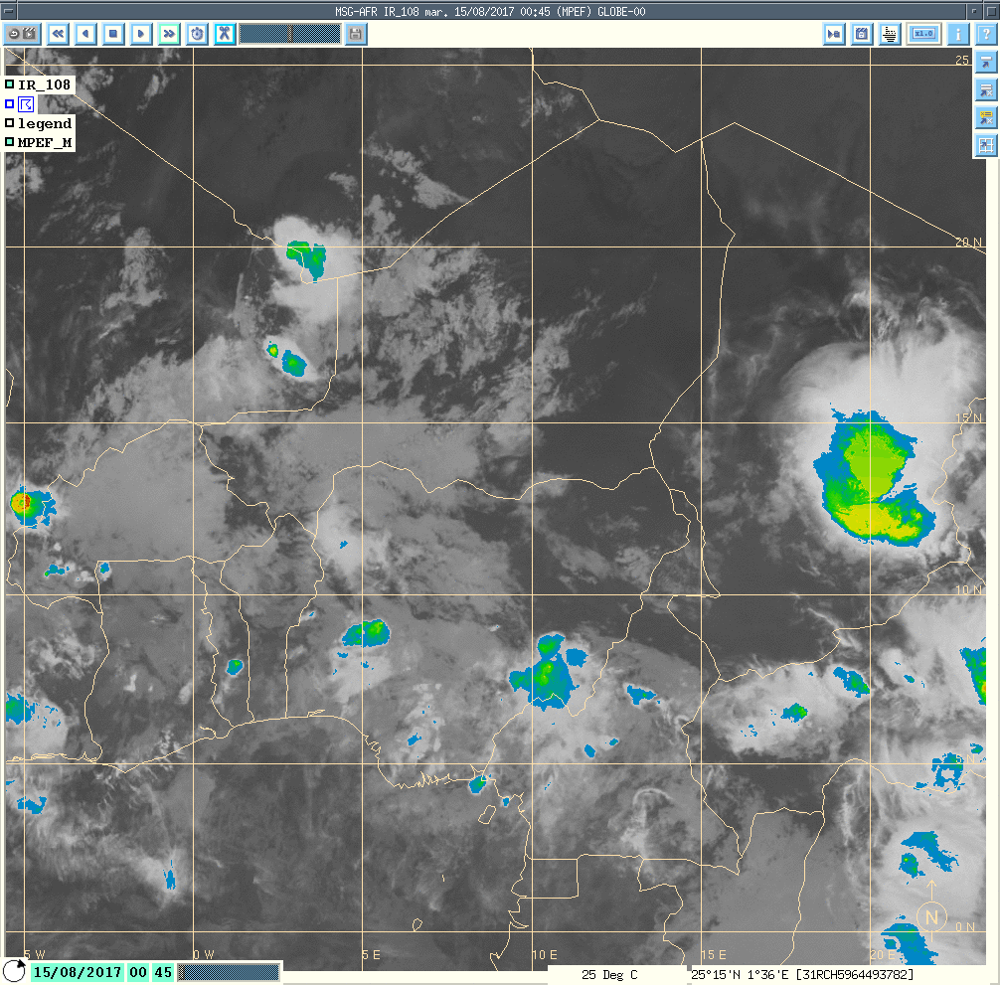 MSG-AFR IR_108 mar. 15/08/2017 00:45 (MPEF) GLOBE-00
x1.0
i
?
IR_108
legend
MPEF_M
25
20 N
15 N
10 N
5 N
0 N
N
5 W
0 W
5 E
10 E
15 E
20 E
15/08/2017 00 45
25 Deg C
25°15'N 1°36'E [31RCH5964493782]